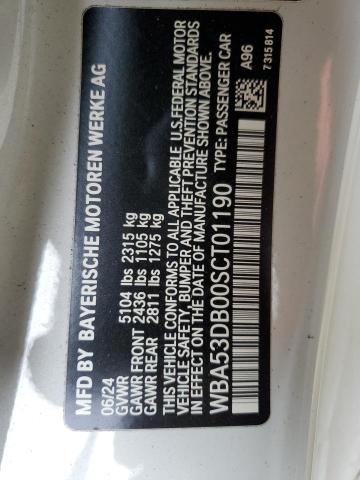 MFD BY BAYERISCHE MOTOREN WERKE AG
06/24
GVWR 5104 lbs 2315 kg
GAWR FRONT 2436 lbs 1105 kg
GAWR REAR 2811 lbs 1275 kg
THIS VEHICLE CONFORMS TO ALL APPLICABLE U.S.FEDERAL MOTOR
VEHICLE SAFETY, BUMPER AND THEFT PREVENTION STANDARDS
IN EFFECT ON THE DATE OF MANUFACTURE SHOWN ABOVE.
WBA53DB00SCT01190 TYPE: PASSENGER CAR
A96
7315814